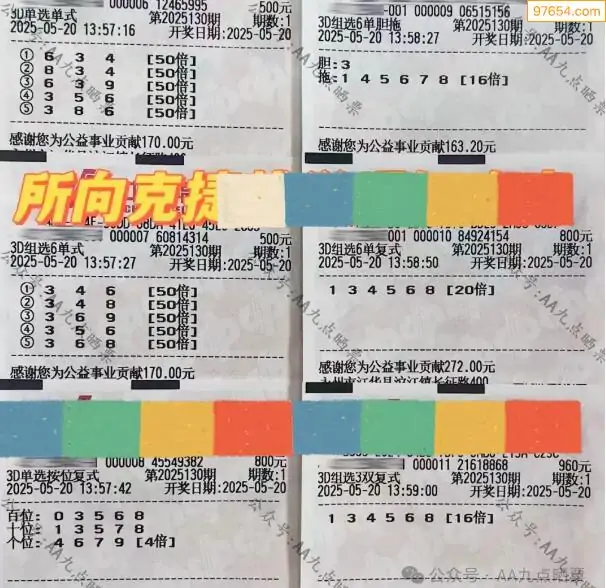 000006 12465995 500元
3D单选单式 第2025130期 期数:1
2025-05-20 13:57:16 开奖日期:2025-05-20
① 6 3 4 [50倍]
② 8 3 4 [50倍]
③ 6 3 9 [50倍]
④ 3 5 6 [50倍]
⑤ 3 8 6 [50倍]
感谢您为公益事业贡献170.00元
-001 000009 06515156
97654.com
3D组选6单胆拖 第2025130期
2025-05-20 13:58:27 开奖日期:
胆:3
拖:1 4 5 6 7 8 [16倍]
感谢您为公益事业贡献163.20元
所向克捷
000007 60814314 500元
3D组选6单式 第2025130期 期数:1
2025-05-20 13:57:27 开奖日期:2025-05-20
① 3 4 6 [50倍]
② 3 4 8 [50倍]
③ 3 6 9 [50倍]
④ 3 5 6 [50倍]
⑤ 3 6 8 [50倍]
感谢您为公益事业贡献170.00元
001 000010 84924154 800元
3D组选6单复式 第2025130期 期数:1
2025-05-20 13:58:50 开奖日期:2025-05-20
1 3 4 5 6 8 [20倍]
感谢您为公益事业贡献272.00元
000008 45549382 800元
3D单选按位复式 第2025130期 期数:1
2025-05-20 13:57:42 开奖日期:2025-05-20
百位: 0 3 5 6 8
十位: 1 3 5 7 8
个位: 4 6 7 9 [4倍]
000011 21618868 960元
3D组选3双复式 第2025130期 期数:1
2025-05-20 13:59:00 开奖日期:2025-05-20
1 3 4 5 6 8 [16倍]
公众号·AA九点晒票